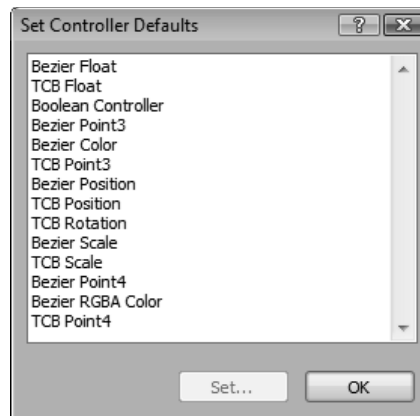 Set Controller Defaults
Bezier Float
TCB Float
Boolean Controller
Bezier Point3
Bezier Color
TCB Point3
Bezier Position
TCB Position
TCB Rotation
Bezier Scale
TCB Scale
Bezier Point4
Bezier RGBA Color
TCB Point4
Set... OK